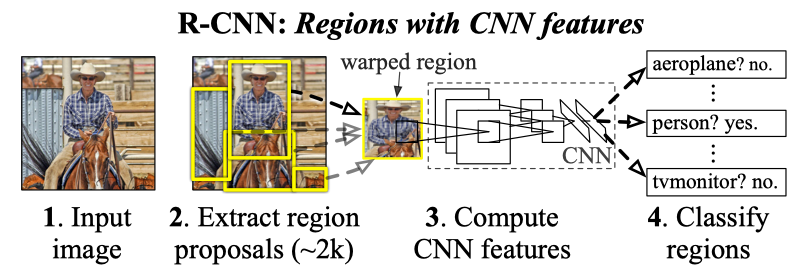 R-CNN: Regions with CNN features
warped region
aeroplane? no.
person? yes.
CNN
tvmonitor? no.
1. Input
image
2. Extract region
proposals (~2k)
3. Compute
CNN features
4. Classify
regions